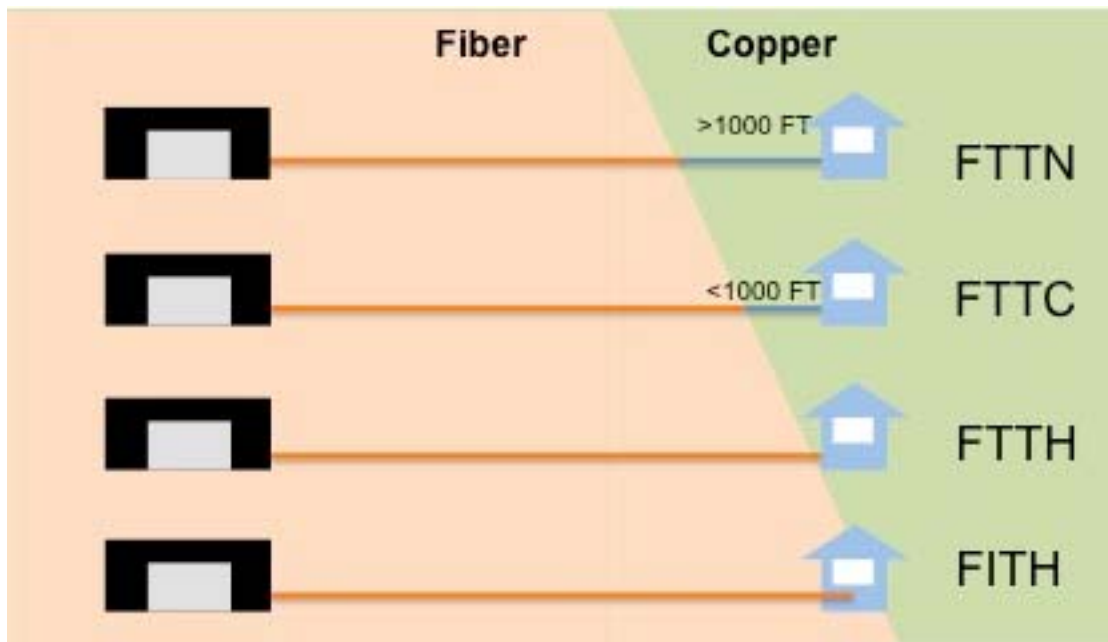 Fiber
Copper
>1000 FT
FTTN
<1000 FT
FTTC
FTTH
FITH